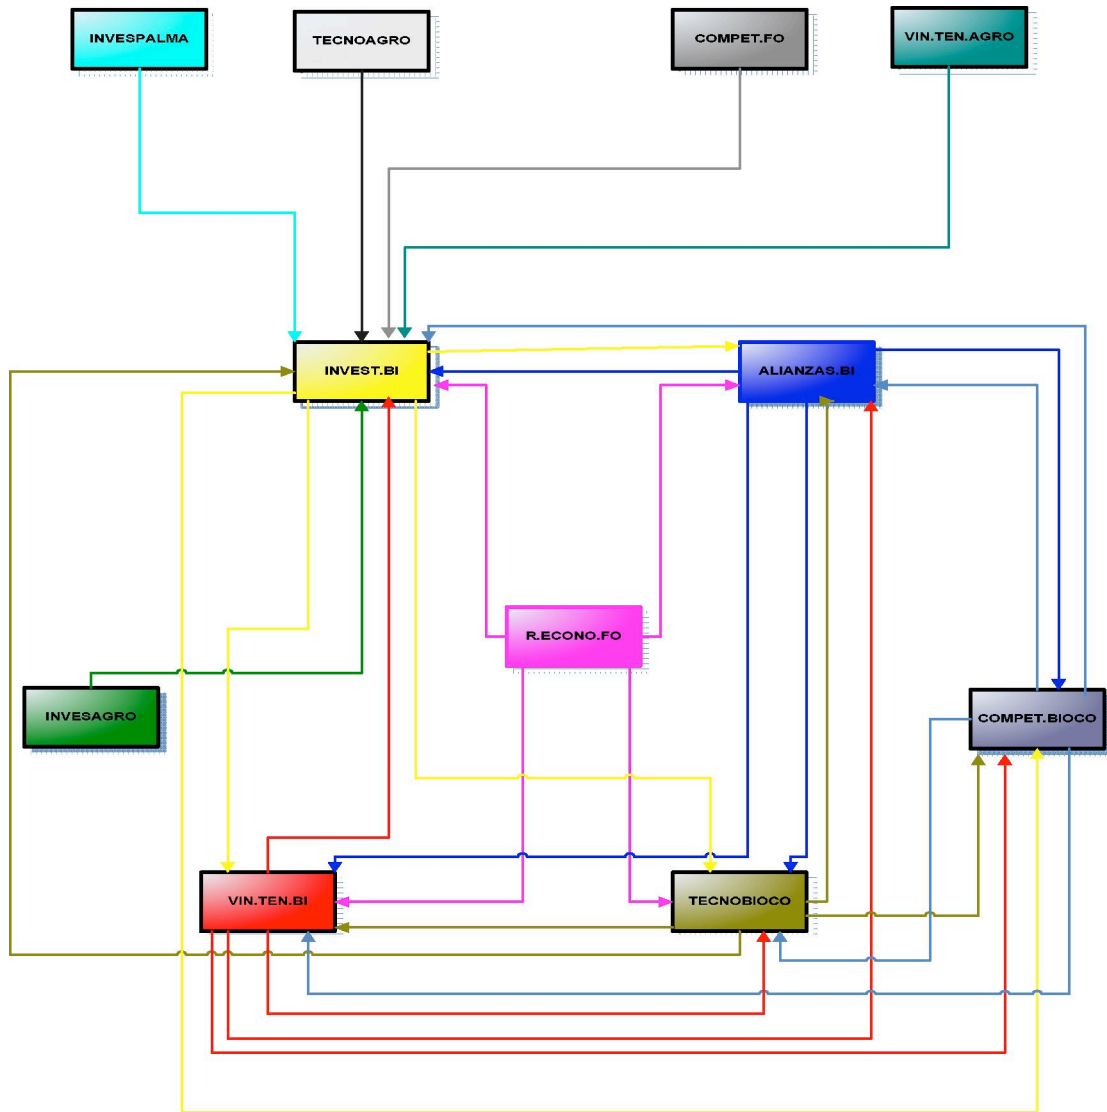 INVESPALMA
TECNOAGRO
COMPET.FO
VIN.TEN.AGRO
INVEST.BI
ALIANZAS.BI
R.ECONO.FO
INVESAGRO
COMPET.BIOCO
VIN.TEN.BI
TECNOBIOCO